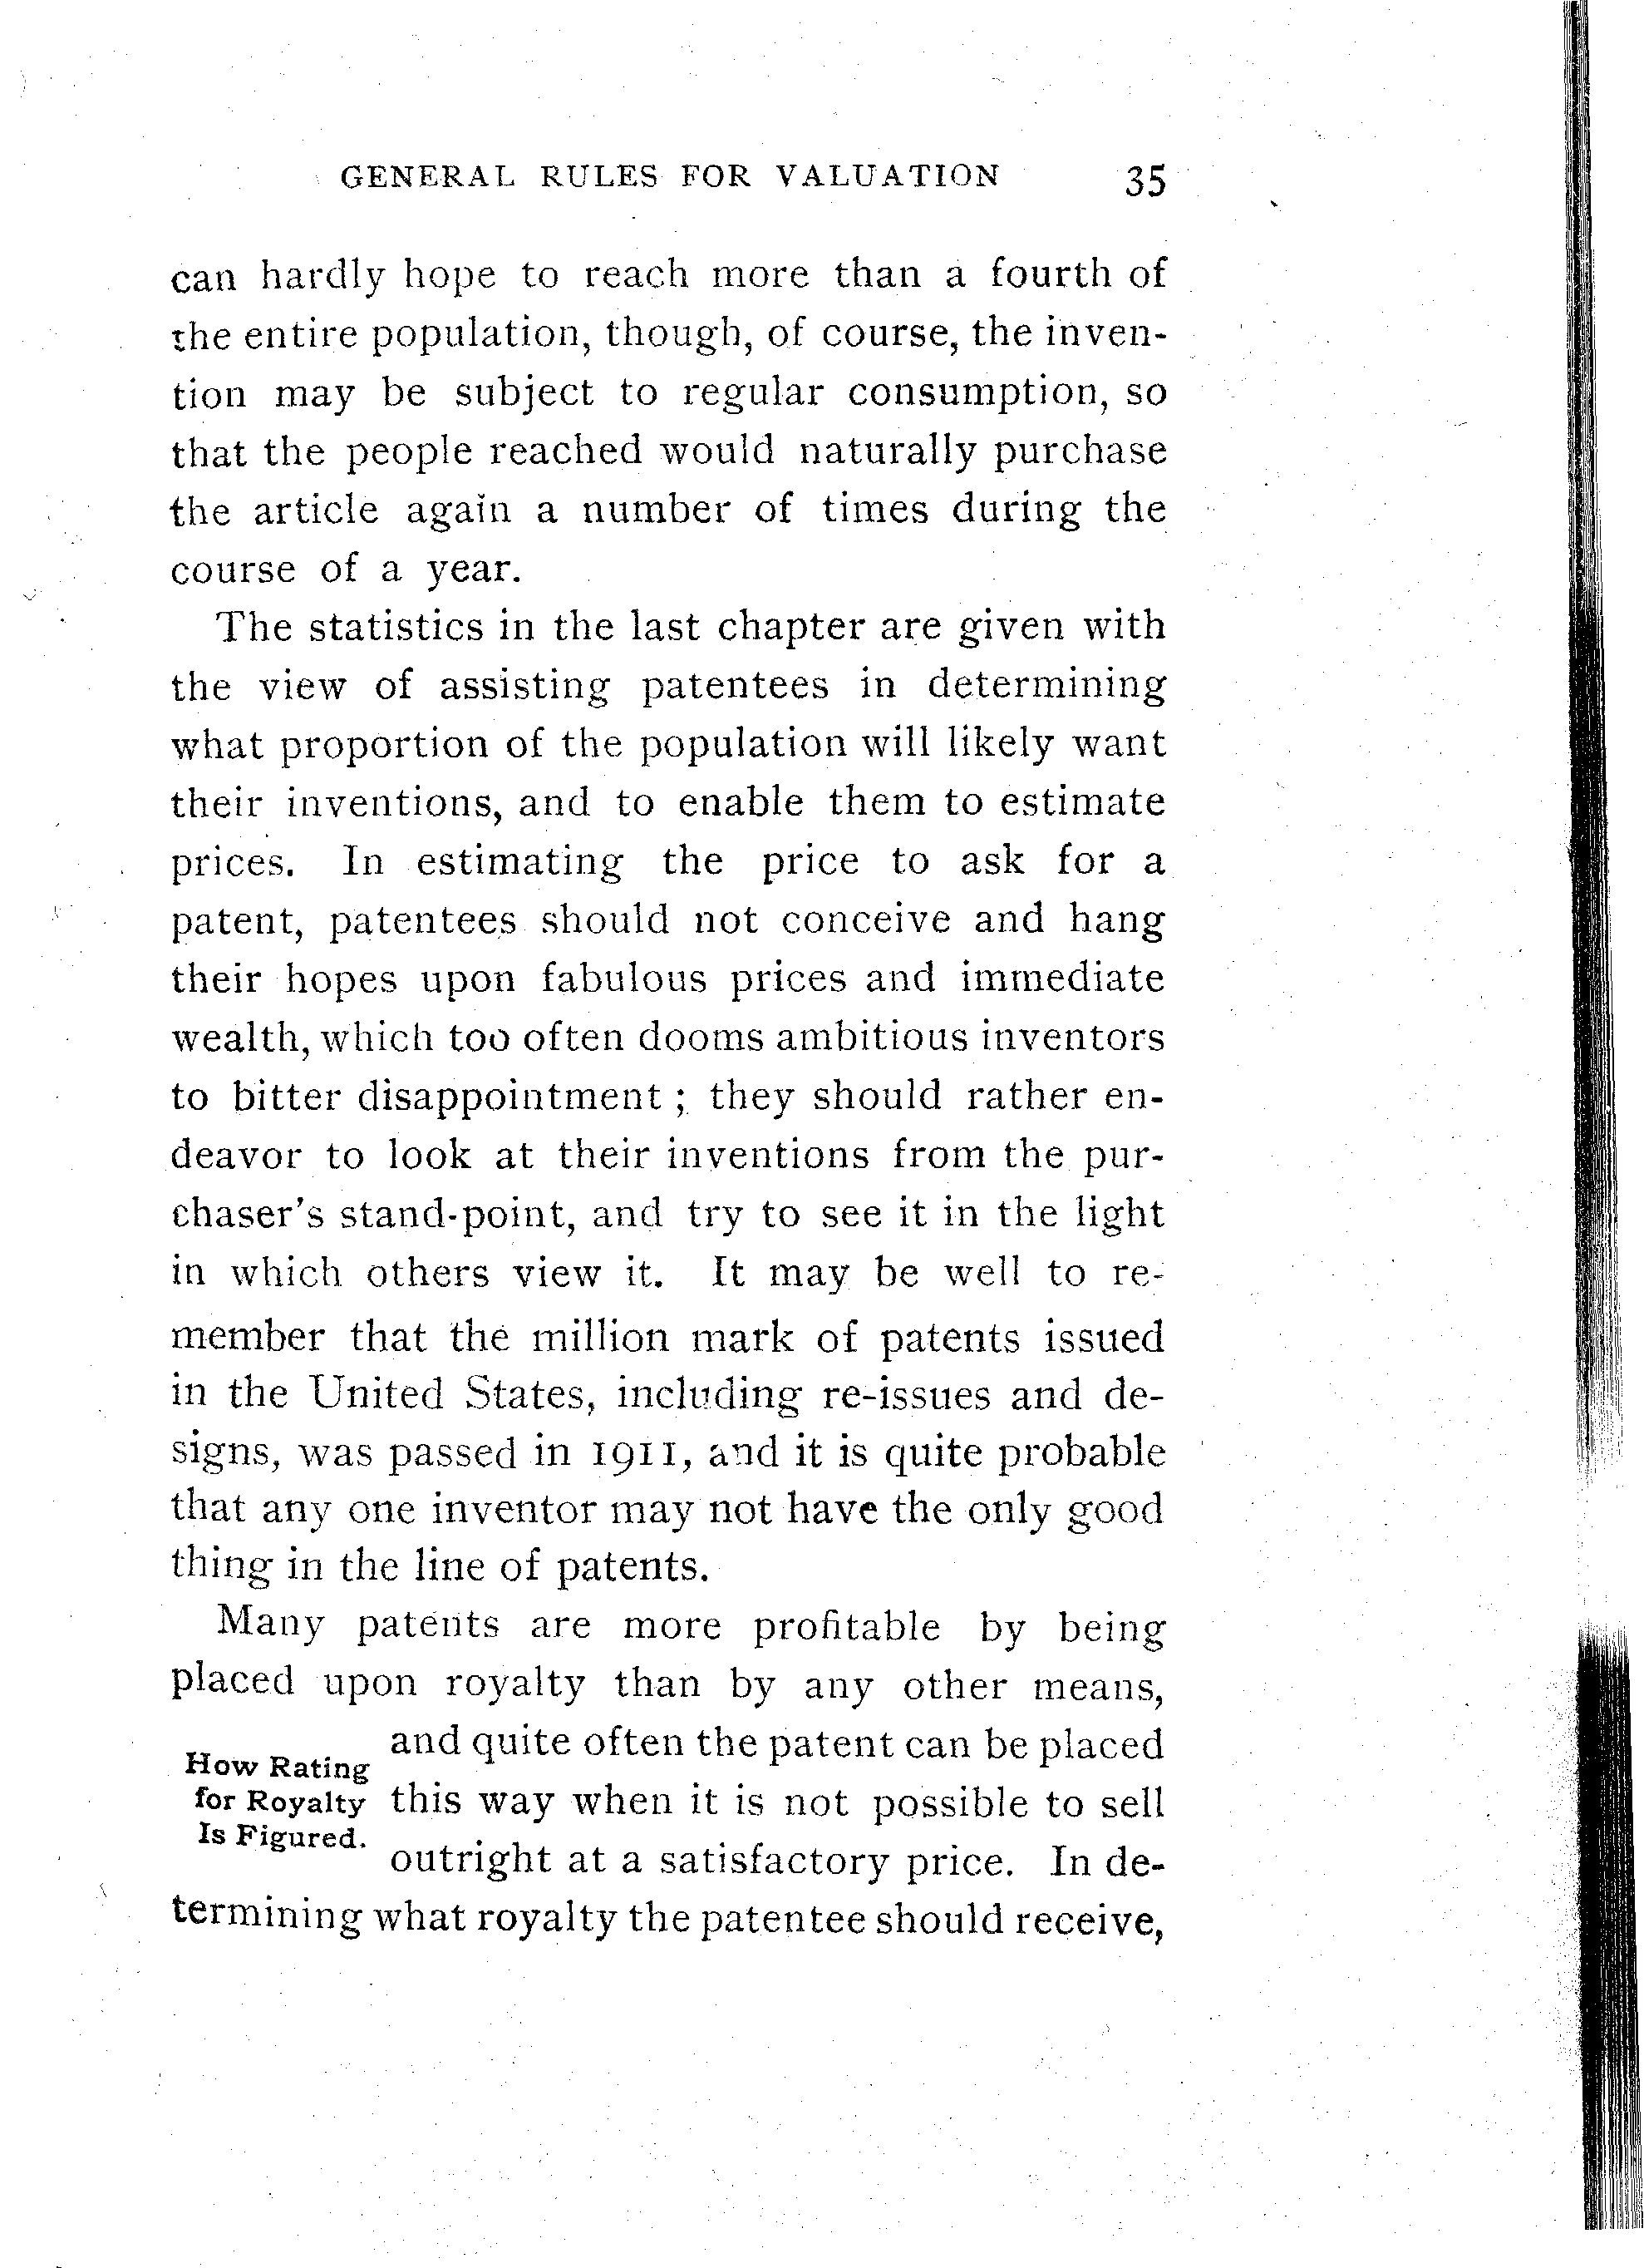 GENERAL RULES FOR VALUATION 35
can hardly hope to reach more than a fourth of
the entire population, though, of course, the inven-
tion may be subject to regular consumption, so
that the people reached would naturally purchase
the article again a number of times during the
course of a year.
The statistics in the last chapter are given with
the view of assisting patentees in determining
what proportion of the population will likely want
their inventions, and to enable them to estimate
prices. In estimating the price to ask for a
patent, patentees should not conceive and hang
their hopes upon fabulous prices and immediate
wealth, which too often dooms ambitious inventors
to bitter disappointment ; they should rather en-
deavor to look at their inventions from the pur-
chaser's stand-point, and try to see it in the light
in which others view it. It may be well to re-
member that the million mark of patents issued
in the United States, including re-issues and de-
signs, was passed in 1911, and it is quite probable
that any one inventor may not have the only good
thing in the line of patents.
Many patents are more profitable by being
placed upon royalty than by any other means,
How Rating
for Royalty
Is Figured.
and quite often the patent can be placed
this way when it is not possible to sell
outright at a satisfactory price. In de-
termining what royalty the patentee should receive,